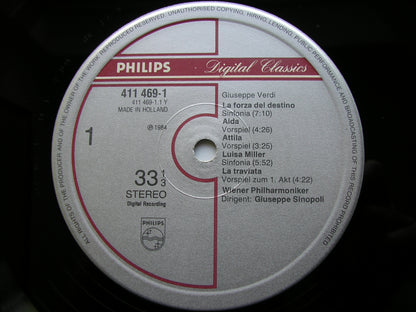 ALL RIGHTS OF THE PRODUCER AND OF THE OWNER OF THE WORK REPRODUCED RESERVED. UNAUTHORISED COPYING, HIRING, LENDING, PUBLIC PERFORMANCE AND BROADCASTING OF THIS RECORD PROHIBITED
PHILIPS
Digital Classics
411 469-1
411 469-1.1 Y
MADE IN HOLLAND
℗ 1984
1
33 1/3
STEREO
Digital Recording
PHILIPS
Giuseppe Verdi
La forza del destino
Sinfonia (7:10)
Aida
Vorspiel (4:26)
Attila
Vorspiel (3:25)
Luisa Miller
Sinfonia (5:52)
La traviata
Vorspiel zum 1. Akt (4:22)
Wiener Philharmoniker
Dirigent: Giuseppe Sinopoli